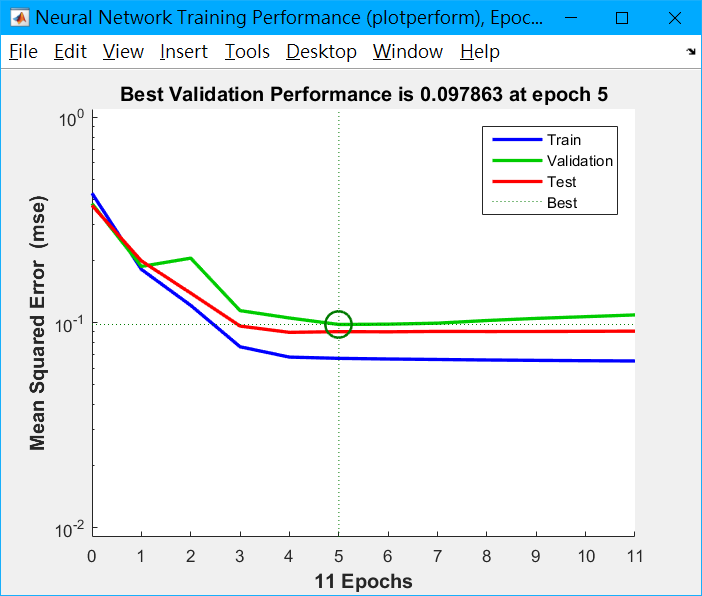 Neural Network Training Performance (plotperform), Epoc...
File Edit View Insert Tools Desktop Window Help
Best Validation Performance is 0.097863 at epoch 5
Train
Validation
Test
Best
Mean Squared Error (mse)
10^0
10^-1
10^-2
0 1 2 3 4 5 6 7 8 9 10 11
11 Epochs